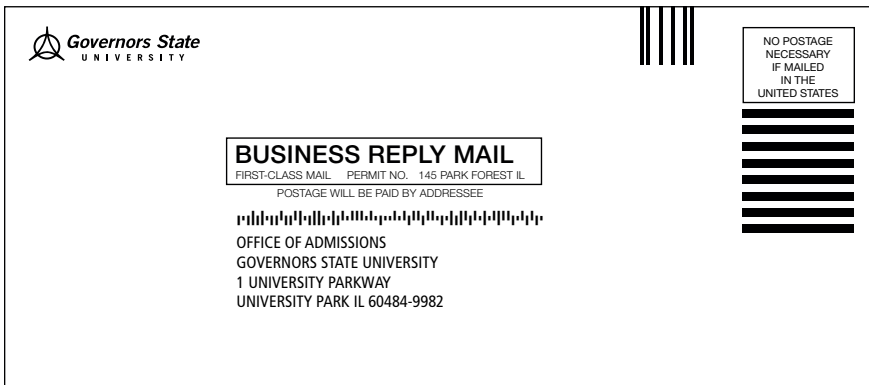 Governors State
UNIVERSITY
NO POSTAGE
NECESSARY
IF MAILED
IN THE
UNITED STATES
BUSINESS REPLY MAIL
FIRST-CLASS MAIL PERMIT NO. 145 PARK FOREST IL
POSTAGE WILL BE PAID BY ADDRESSEE
OFFICE OF ADMISSIONS
GOVERNORS STATE UNIVERSITY
1 UNIVERSITY PARKWAY
UNIVERSITY PARK IL 60484-9982